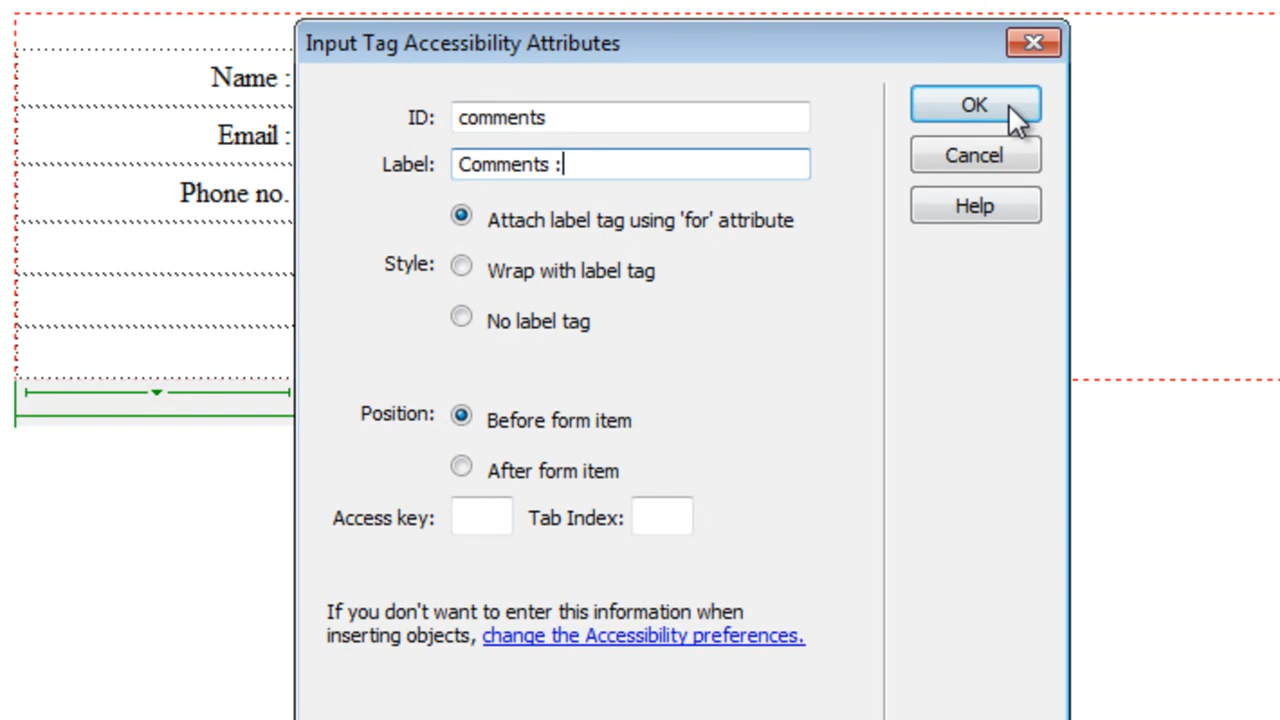 Input Tag Accessibility Attributes
Name :
Email :
Phone no.
ID: comments
Label: Comments :
Attach label tag using 'for' attribute
Style: Wrap with label tag
No label tag
Position: Before form item
After form item
Access key: Tab Index:
If you don't want to enter this information when
inserting objects, change the Accessibility preferences.
OK
Cancel
Help